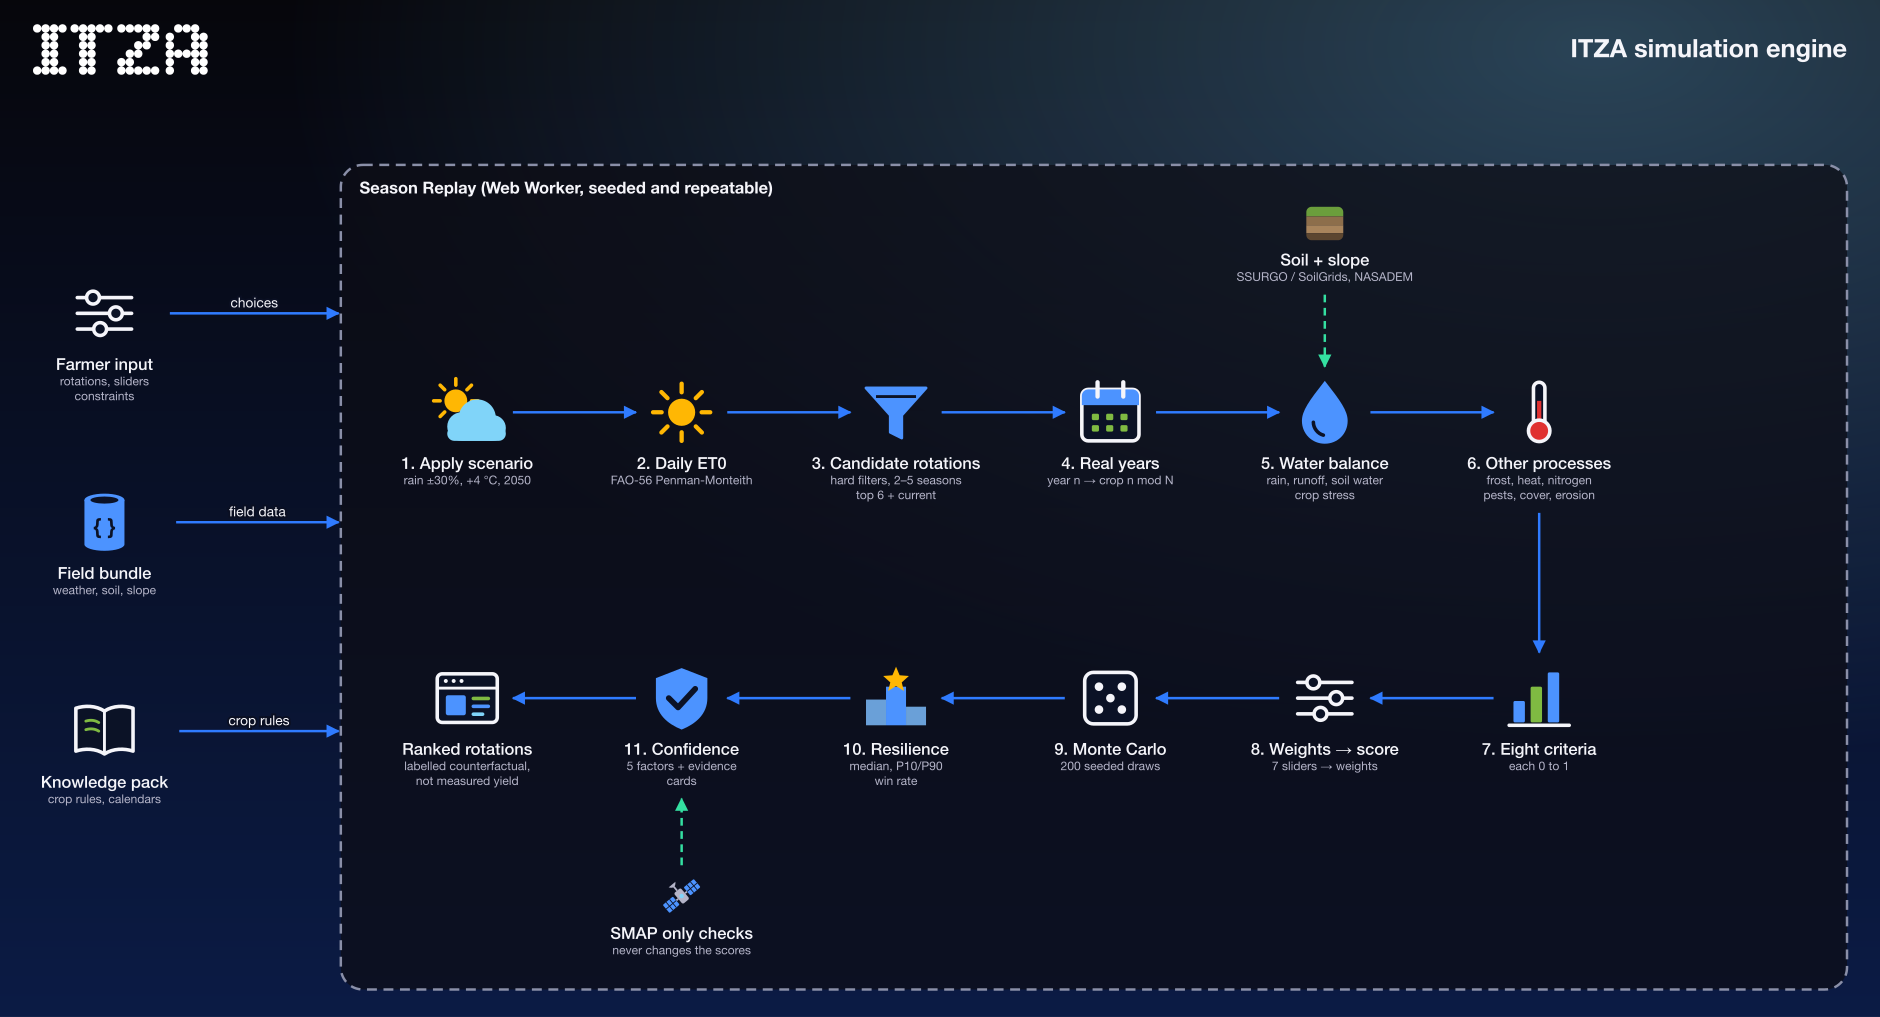 ITZA
ITZA simulation engine
Season Replay (Web Worker, seeded and repeatable)
Soil + slope
SSURGO / SoilGrids, NASADEM
choices
Farmer input
rotations, sliders
constraints
1. Apply scenario
rain ±30%, +4 °C, 2050
2. Daily ET0
FAO-56 Penman-Monteith
3. Candidate rotations
hard filters, 2–5 seasons
top 6 + current
4. Real years
year n → crop n mod N
5. Water balance
rain, runoff, soil water
crop stress
6. Other processes
frost, heat, nitrogen
pests, cover, erosion
field data
{ }
Field bundle
weather, soil, slope
crop rules
Knowledge pack
crop rules, calendars
Ranked rotations
labelled counterfactual,
not measured yield
11. Confidence
5 factors + evidence
cards
10. Resilience
median, P10/P90
win rate
9. Monte Carlo
200 seeded draws
8. Weights → score
7 sliders → weights
7. Eight criteria
each 0 to 1
SMAP only checks
never changes the scores